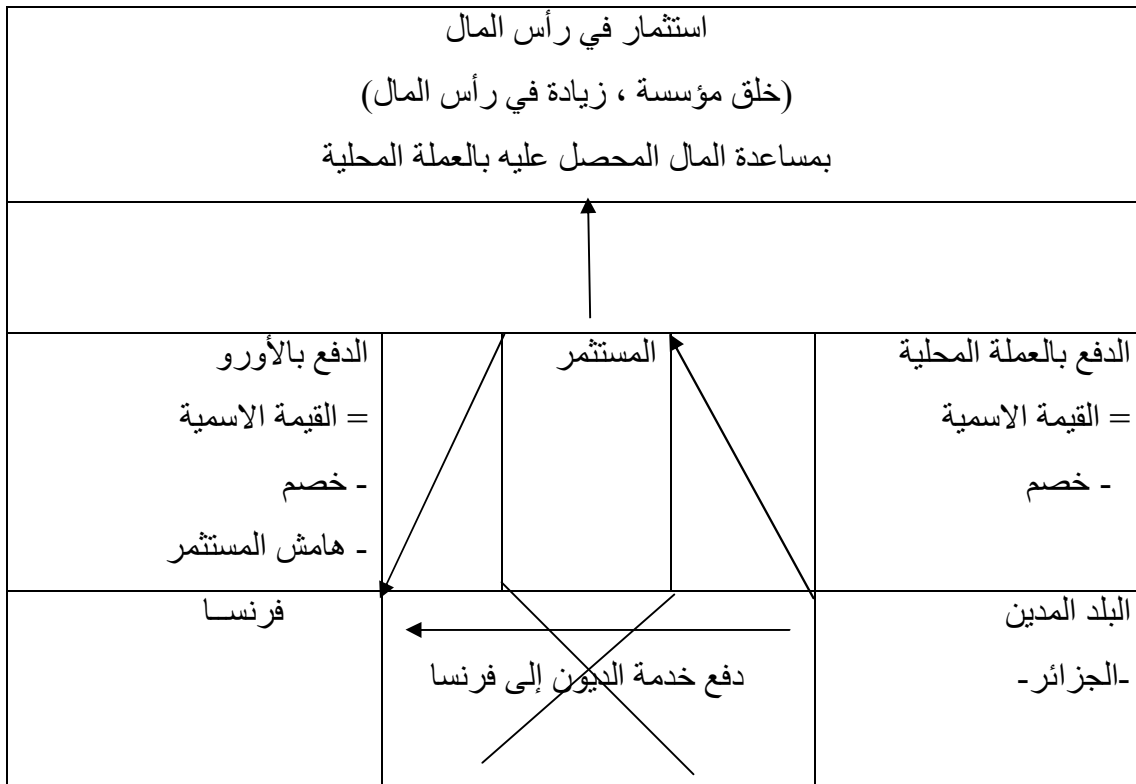 استثمار في رأس المال
(خلق مؤسسة ، زيادة في رأس المال)
بمساعدة المال المحصل عليه بالعملة المحلية
الدفع بالعملة المحلية
= القيمة الاسمية
- خصم
المستثمر
الدفع بالأورو
= القيمة الاسمية
- خصم
- هامش المستثمر
البلد المدين
-الجزائر-
دفع خدمة الديون إلى فرنسا
فرنســا